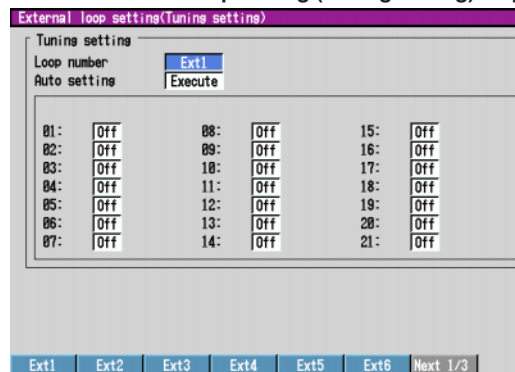 External loop setting(Tuning setting)
Tuning setting
Loop number Ext1
Auto setting Execute
01: Off 08: Off 15: Off
02: Off 09: Off 16: Off
03: Off 10: Off 17: Off
04: Off 11: Off 18: Off
05: Off 12: Off 19: Off
06: Off 13: Off 20: Off
07: Off 14: Off 21: Off
Ext1 Ext2 Ext3 Ext4 Ext5 Ext6 Next 1/3